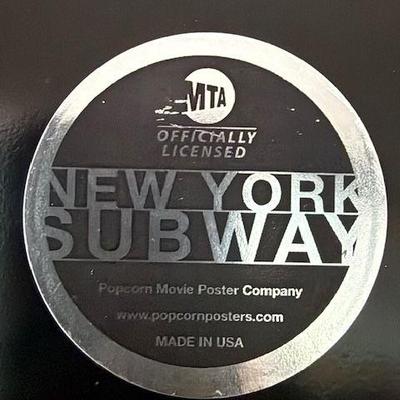 MTA
OFFICIALLY
LICENSED
NEW YORK
SUBWAY
Popcorn Movie Poster Company
www.popcornposters.com
MADE IN USA